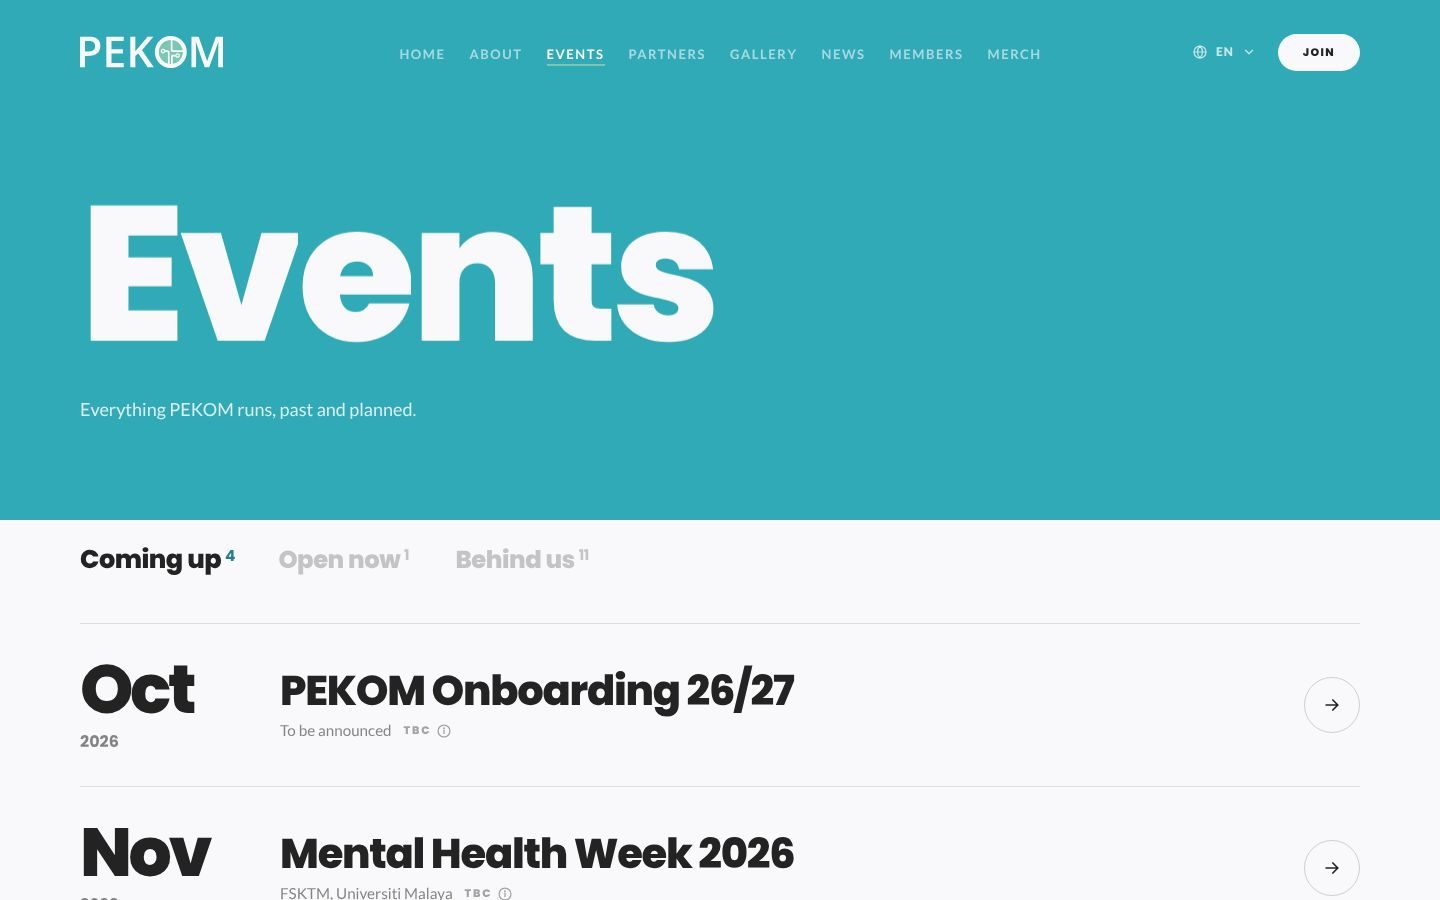 PEKOM
HOME ABOUT EVENTS PARTNERS GALLERY NEWS MEMBERS MERCH
EN
JOIN
Events
Everything PEKOM runs, past and planned.
Coming up 4 Open now 1 Behind us 11
Oct
2026
PEKOM Onboarding 26/27
To be announced TBC
Nov
Mental Health Week 2026
FSKTM, Universiti Malaya TBC